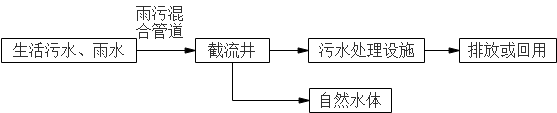 雨污混
合管道
生活污水、雨水
截流井
污水处理设施
排放或回用
自然水体